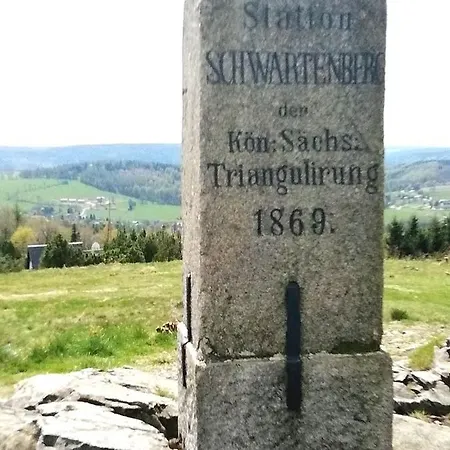 Station
SCHWARTENBERG
der
Kön: Sächs:
Triangulirung
1869.